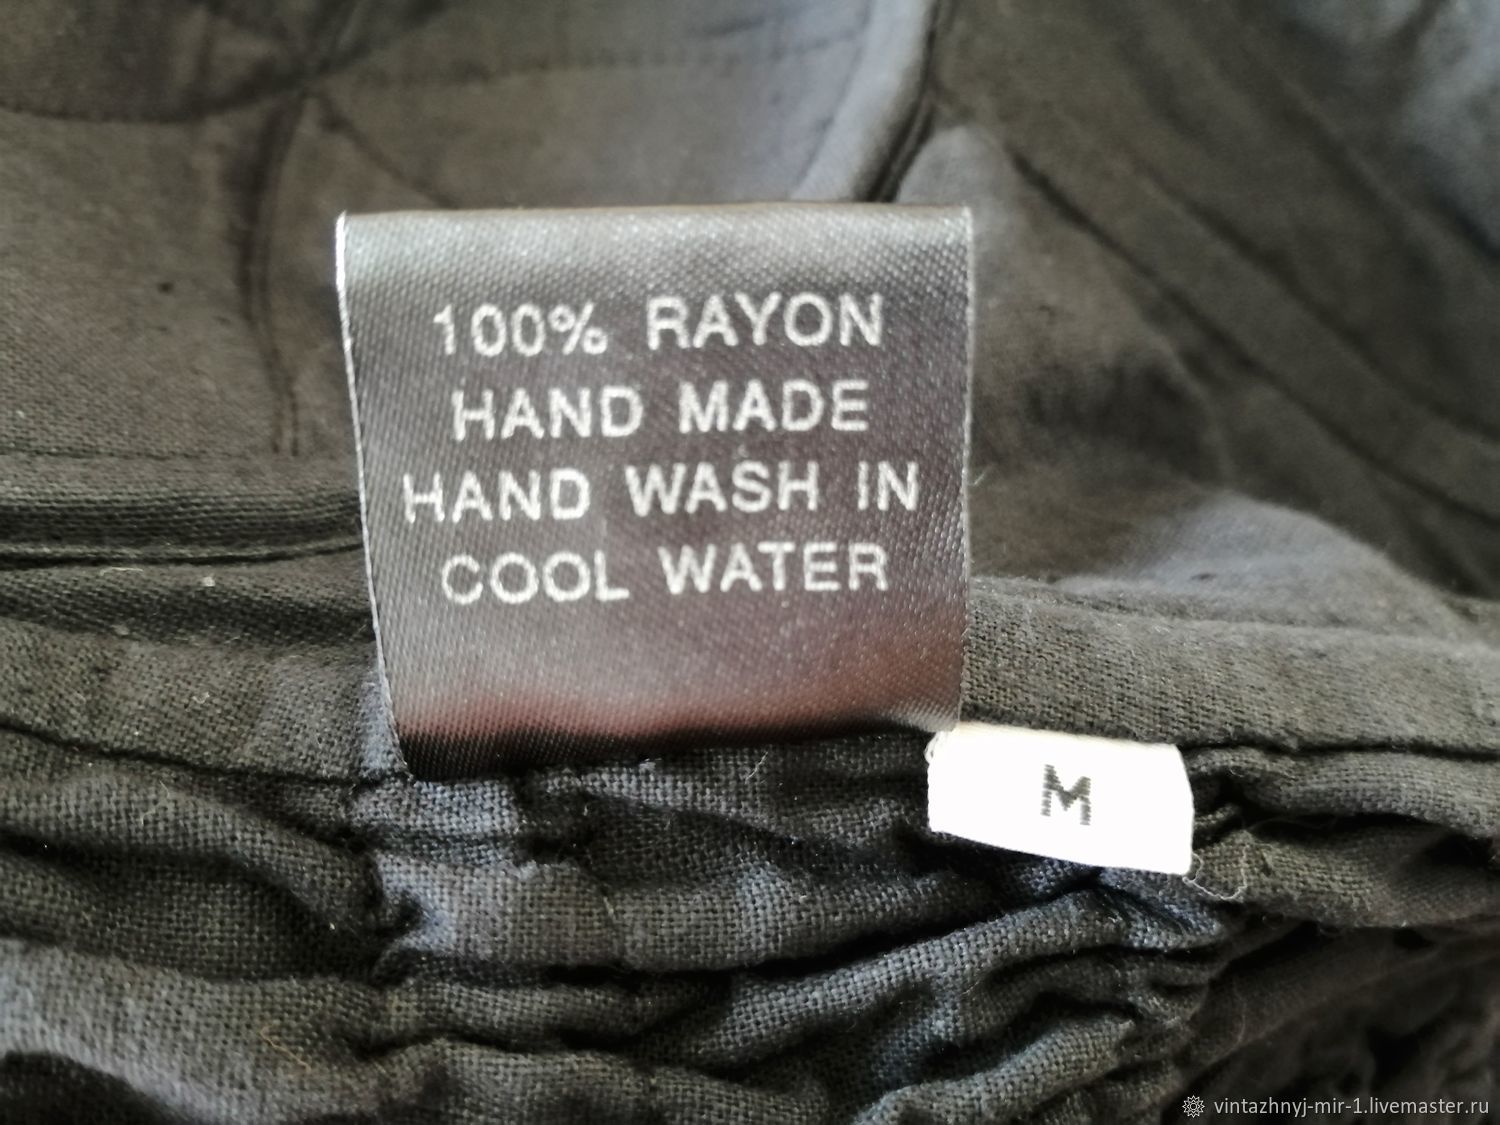 100% RAYON
HAND MADE
HAND WASH IN
COOL WATER
M
vintazhnyj-mir-1.livemaster.ru